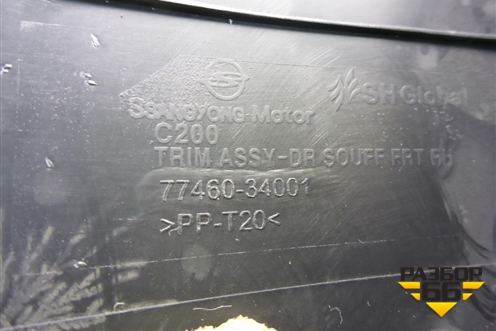 SSANGYONG-Motor
SH Global
C200
TRIM ASSY-DR SCUFF FRT RH
77460-34001
>PP-T20<
РАЗБОР
66